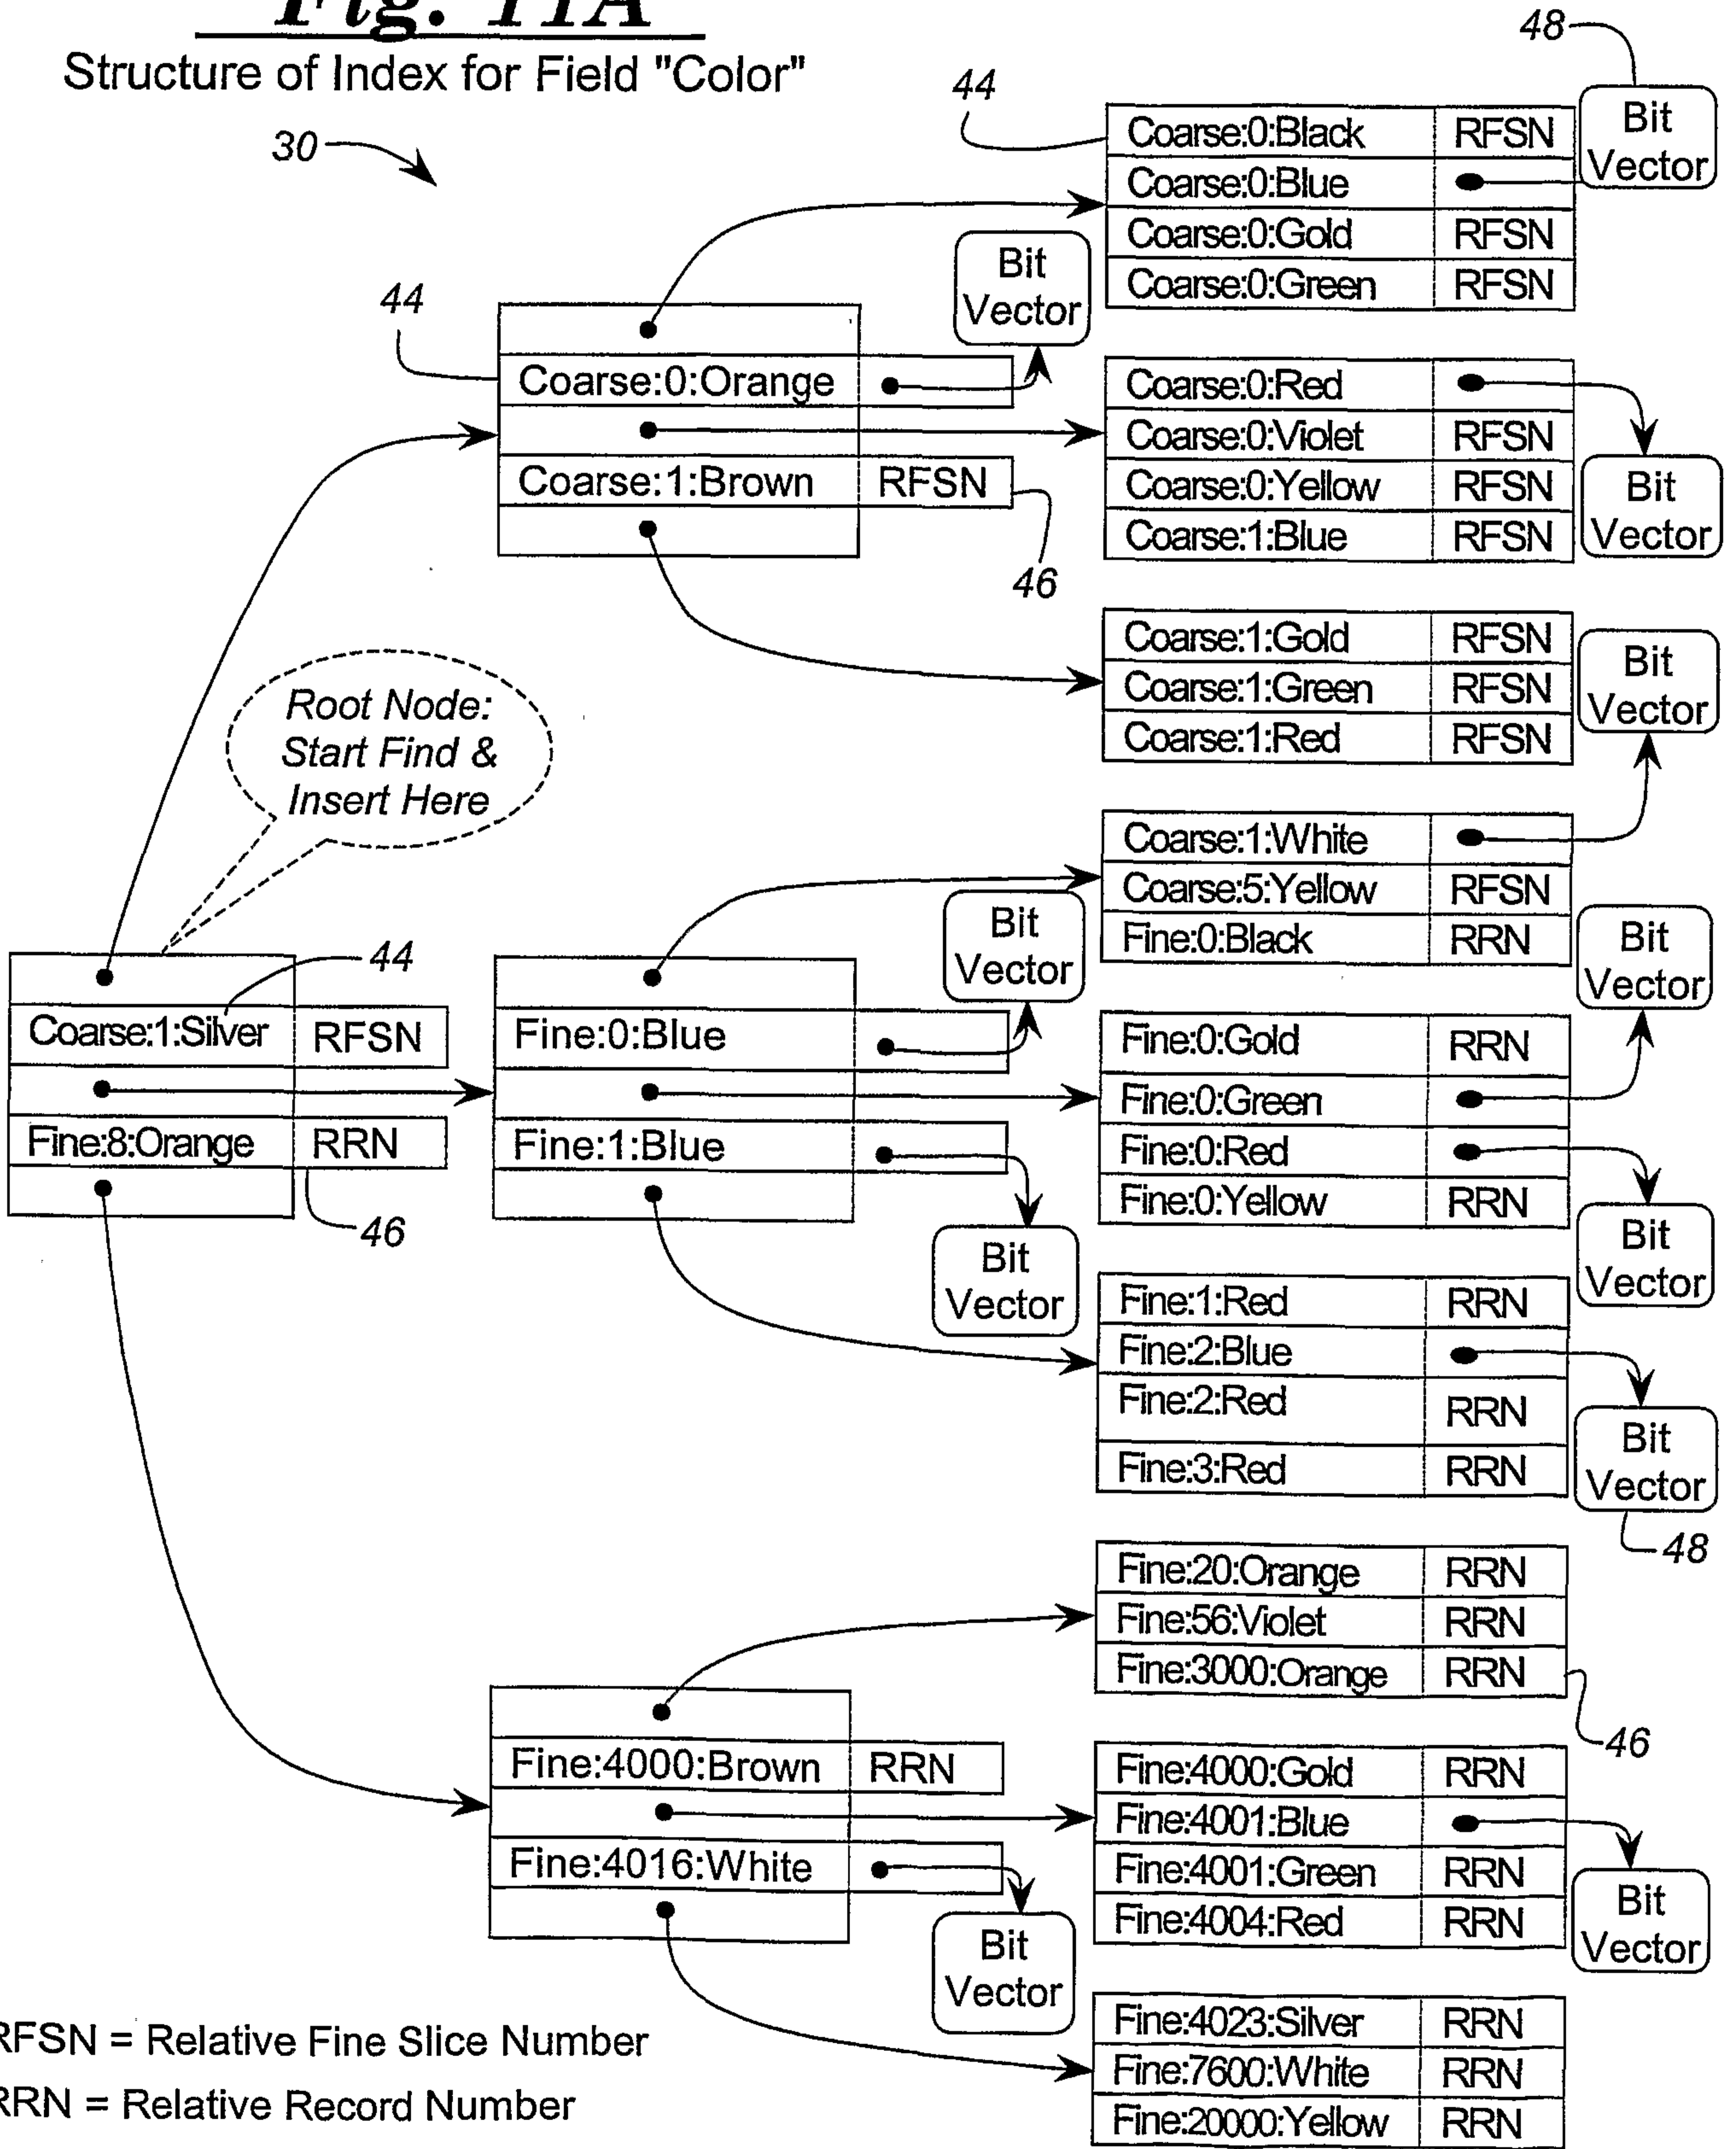 Fig. 11A
Structure of Index for Field "Color"
30
44
Coarse:1:Silver RFSN
Fine:8:Orange RRN
46
Root Node:
Start Find &
Insert Here
44
Coarse:0:Orange
Bit
Vector
Coarse:1:Brown RFSN
46
Fine:0:Blue
Bit
Vector
Fine:1:Blue
Bit
Vector
Fine:4000:Brown RRN
Fine:4016:White
Bit
Vector
44
48
Coarse:0:Black RFSN
Bit
Vector
Coarse:0:Blue
Coarse:0:Gold RFSN
Coarse:0:Green RFSN
Coarse:0:Red
Coarse:0:Violet RFSN
Coarse:0:Yellow RFSN
Coarse:1:Blue RFSN
Bit
Vector
Coarse:1:Gold RFSN
Coarse:1:Green RFSN
Coarse:1:Red RFSN
Bit
Vector
Coarse:1:White
Coarse:5:Yellow RFSN
Fine:0:Black RRN
Bit
Vector
Fine:0:Gold RRN
Fine:0:Green
Fine:0:Red
Fine:0:Yellow RRN
Bit
Vector
Fine:1:Red RRN
Fine:2:Blue
Fine:2:Red RRN
Fine:3:Red RRN
Bit
Vector
48
Fine:20:Orange RRN
Fine:56:Violet RRN
Fine:3000:Orange RRN
46
Fine:4000:Gold RRN
Fine:4001:Blue
Fine:4001:Green RRN
Fine:4004:Red RRN
Bit
Vector
Fine:4023:Silver RRN
Fine:7600:White RRN
Fine:20000:Yellow RRN
RFSN = Relative Fine Slice Number
RRN = Relative Record Number